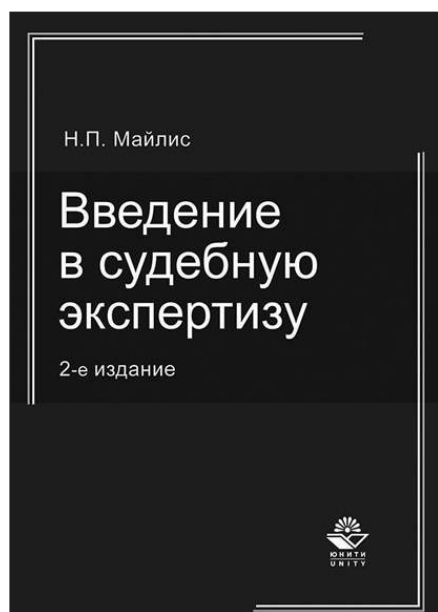 Н.П. Майлис
Введение
в судебную
экспертизу
2-е издание
ЮНИТИ
UNITY